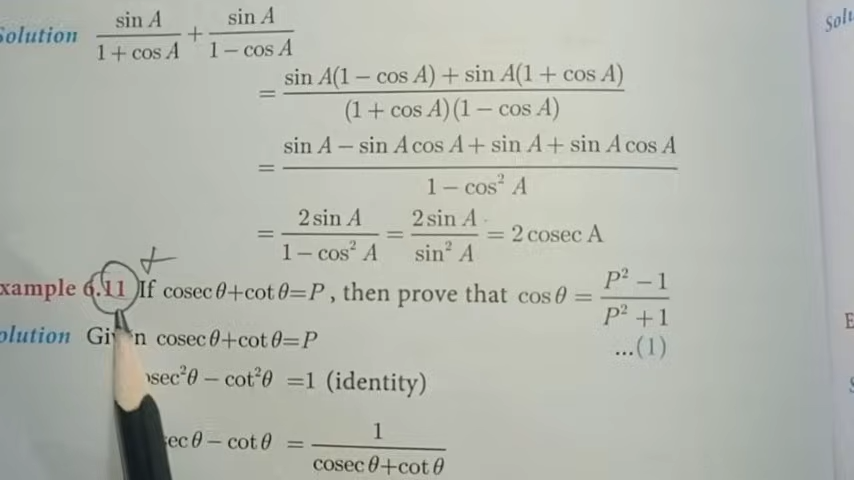 Solution sin A/(1 + cos A) + sin A/(1 − cos A)
= (sin A(1 − cos A) + sin A(1 + cos A))/((1 + cos A)(1 − cos A))
= (sin A − sin A cos A + sin A + sin A cos A)/(1 − cos² A)
= 2 sin A/(1 − cos² A) = 2 sin A/sin² A = 2 cosec A
xample 6.11 If cosec θ+cot θ=P, then prove that cos θ = (P² − 1)/(P² + 1)
olution Given cosec θ+cot θ=P ...(1)
osec²θ − cot²θ =1 (identity)
ec θ − cot θ = 1/(cosec θ+cot θ)
Solu
E